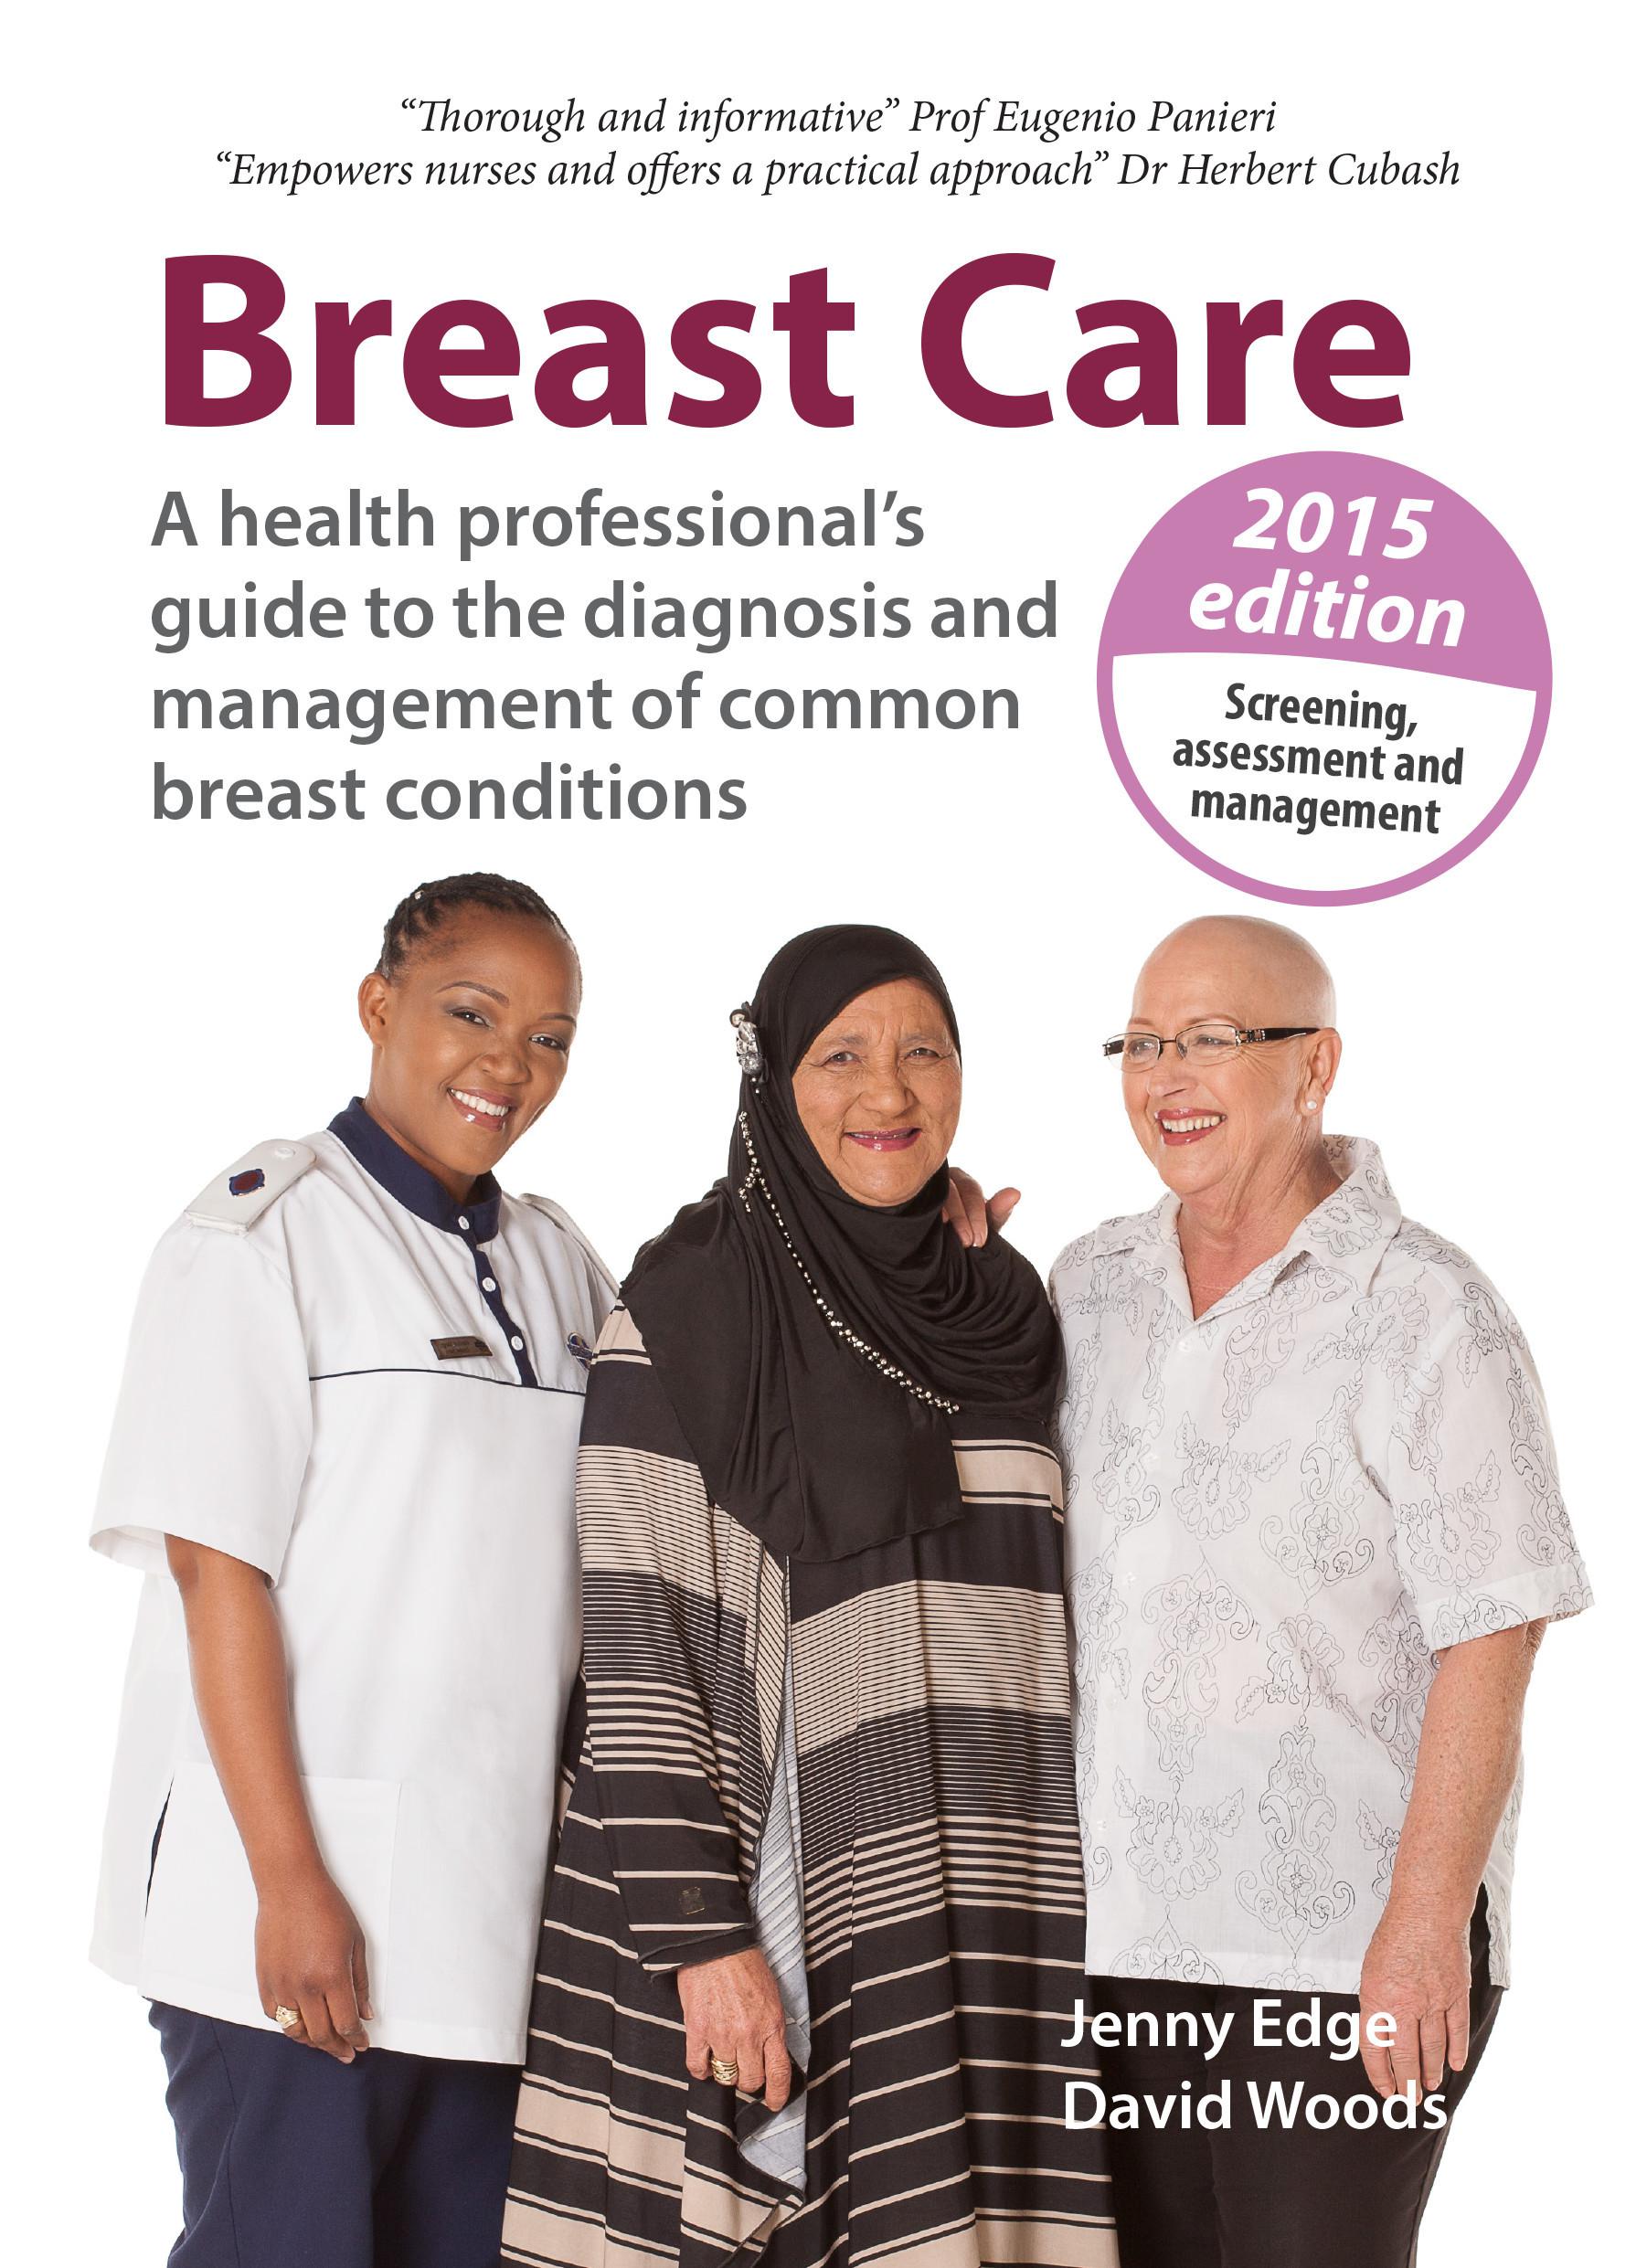 “Thorough and informative” Prof Eugenio Panieri
“Empowers nurses and offers a practical approach” Dr Herbert Cubash
Breast Care
A health professional’s
guide to the diagnosis and
management of common
breast conditions
2015
edition
Screening,
assessment and
management
Jenny Edge
David Woods